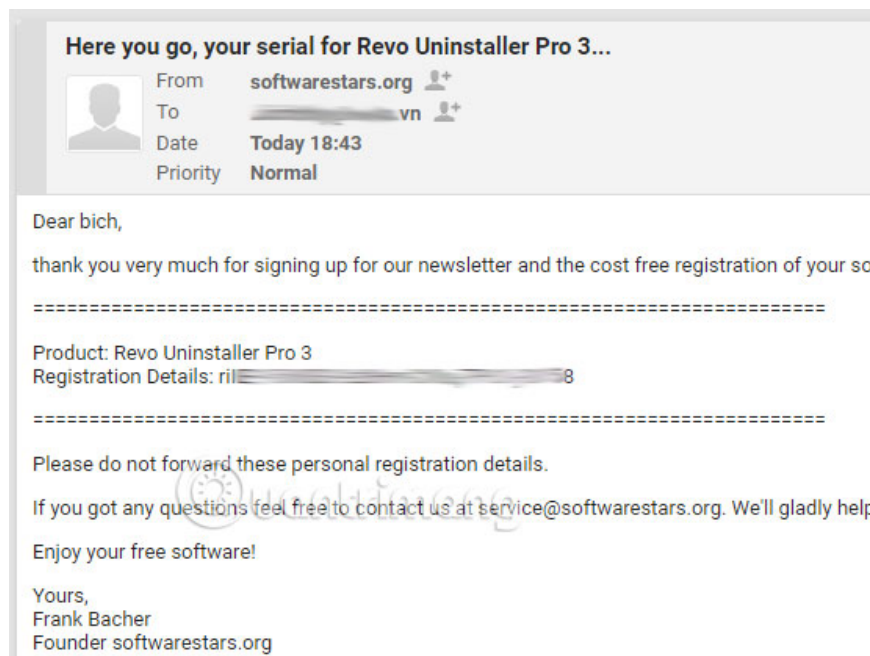 Here you go, your serial for Revo Uninstaller Pro 3...
From softwarestars.org
To vn
Date Today 18:43
Priority Normal
Dear bich,
thank you very much for signing up for our newsletter and the cost free registration of your so
=======================================================================
Product: Revo Uninstaller Pro 3
Registration Details: ril 8
=======================================================================
Please do not forward these personal registration details.
Quantrimang
If you got any questions feel free to contact us at service@softwarestars.org. We'll gladly help
Enjoy your free software!
Yours,
Frank Bacher
Founder softwarestars.org